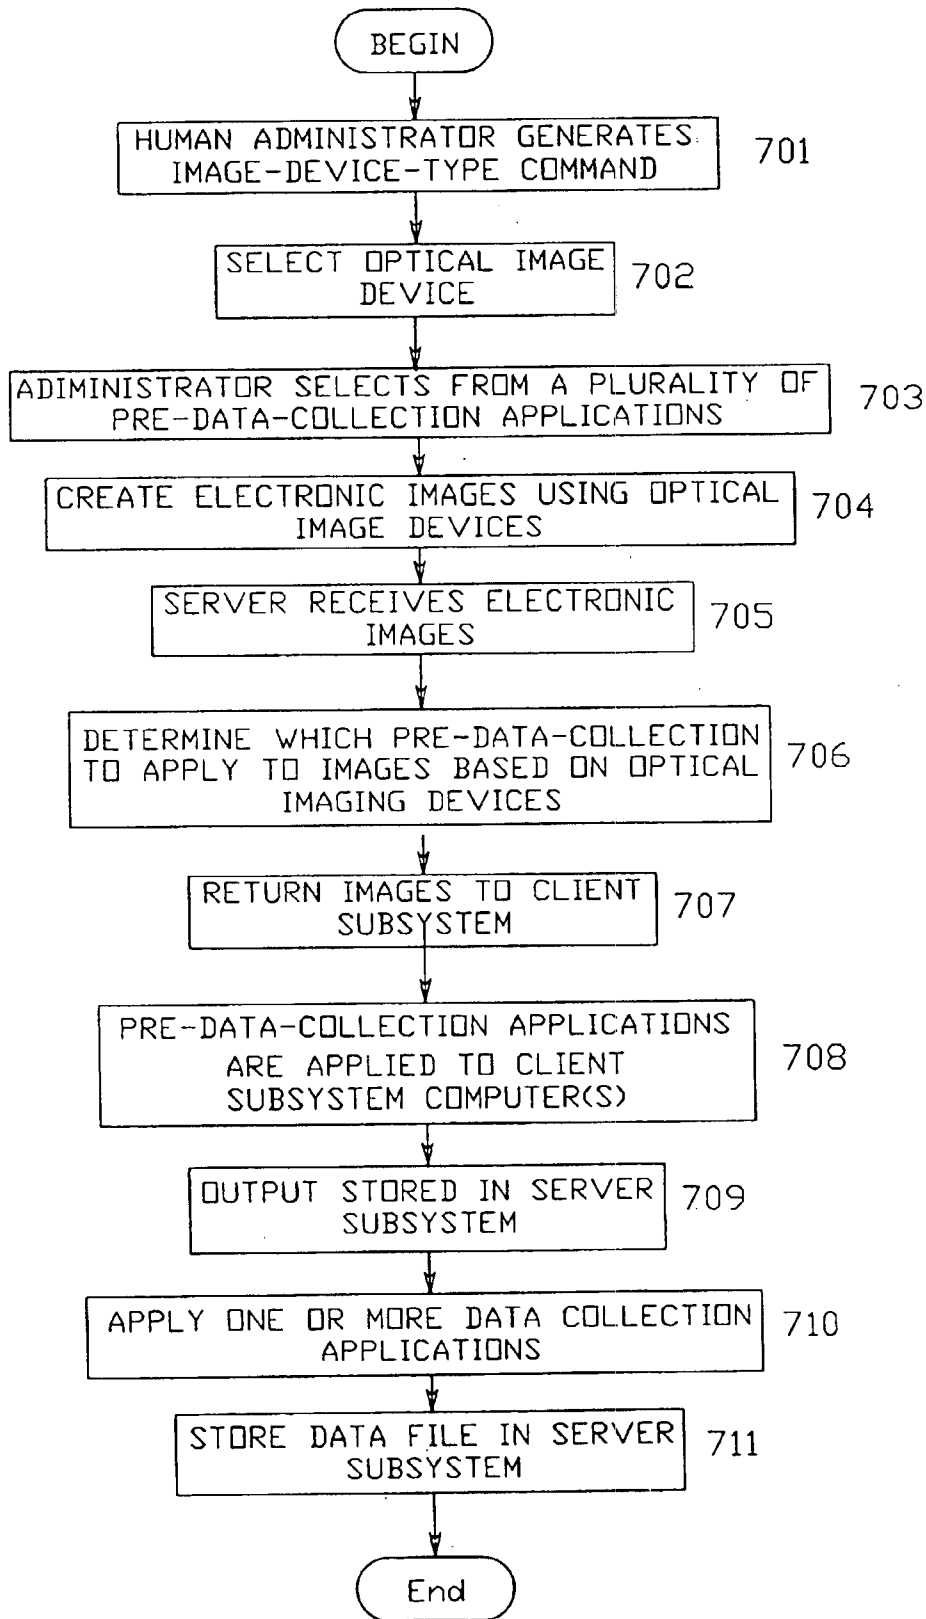 BEGIN
HUMAN ADMINISTRATOR GENERATES
IMAGE-DEVICE-TYPE COMMAND
701
SELECT OPTICAL IMAGE
DEVICE
702
ADIMINISTRATOR SELECTS FROM A PLURALITY OF
PRE-DATA-COLLECTION APPLICATIONS
703
CREATE ELECTRONIC IMAGES USING OPTICAL
IMAGE DEVICES
704
SERVER RECEIVES ELECTRONIC
IMAGES
705
DETERMINE WHICH PRE-DATA-COLLECTION
TO APPLY TO IMAGES BASED ON OPTICAL
IMAGING DEVICES
706
RETURN IMAGES TO CLIENT
SUBSYSTEM
707
PRE-DATA-COLLECTION APPLICATIONS
ARE APPLIED TO CLIENT
SUBSYSTEM COMPUTER(S)
708
OUTPUT STORED IN SERVER
SUBSYSTEM
709
APPLY ONE OR MORE DATA COLLECTION
APPLICATIONS
710
STORE DATA FILE IN SERVER
SUBSYSTEM
711
End